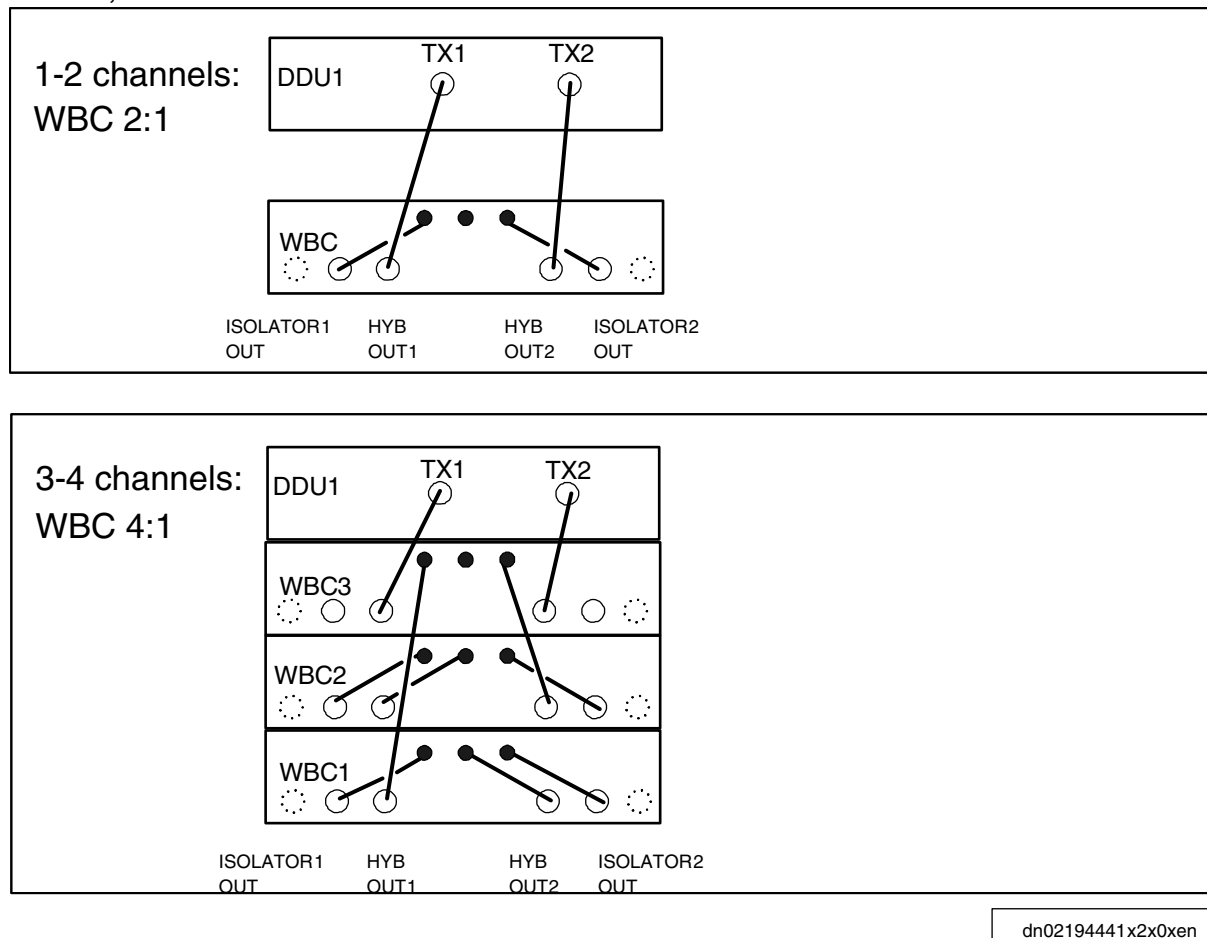 1-2 channels:
WBC 2:1
DDU1
TX1
TX2
WBC
ISOLATOR1
OUT
HYB
OUT1
HYB
OUT2
ISOLATOR2
OUT
3-4 channels:
WBC 4:1
DDU1
TX1
TX2
WBC3
WBC2
WBC1
ISOLATOR1
OUT
HYB
OUT1
HYB
OUT2
ISOLATOR2
OUT
dn02194441x2x0xen